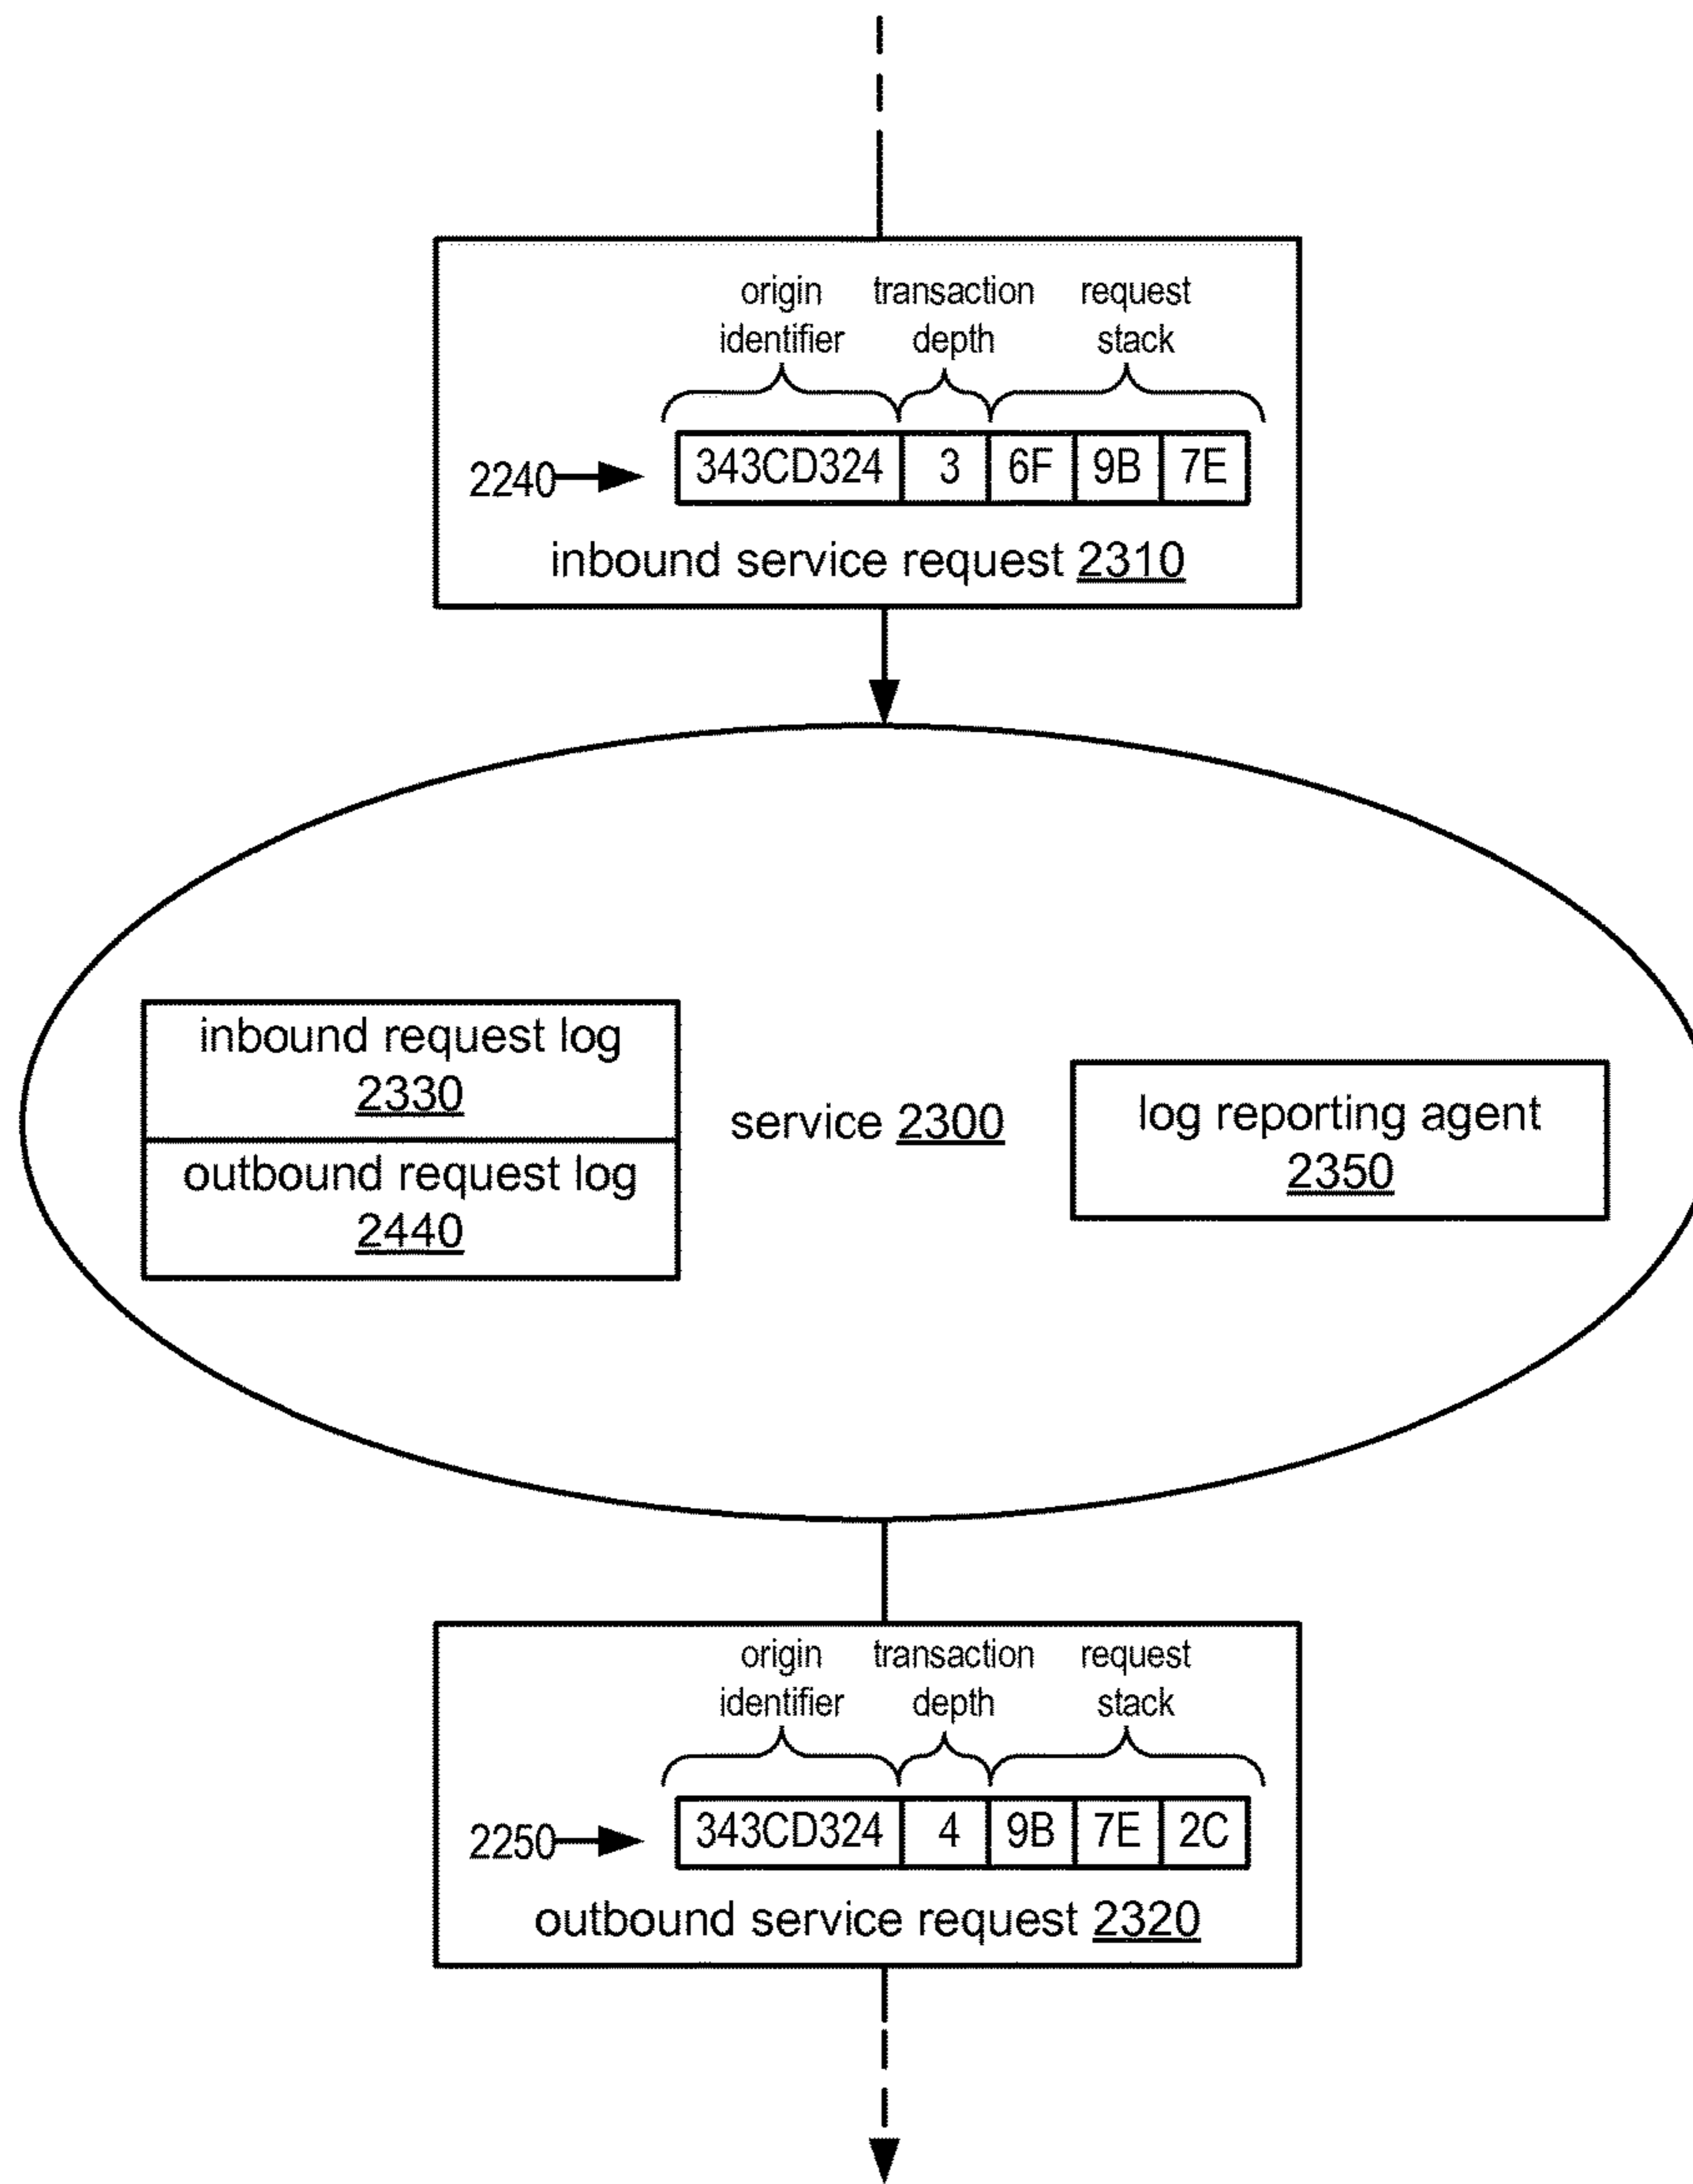 origin transaction request
identifier depth stack
2240 343CD324 3 6F 9B 7E
inbound service request 2310
inbound request log
2330
outbound request log
2440
service 2300
log reporting agent
2350
origin transaction request
identifier depth stack
2250 343CD324 4 9B 7E 2C
outbound service request 2320